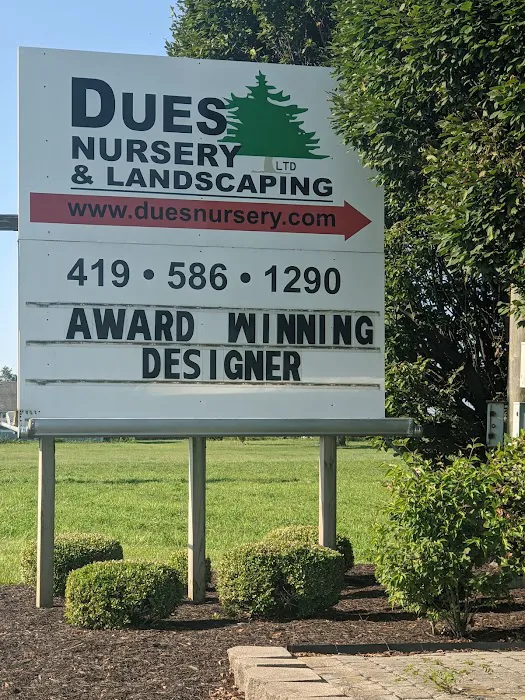 DUES
NURSERY LTD
& LANDSCAPING
www.duesnursery.com
419 • 586 • 1290
AWARD WINNING
DESIGNER